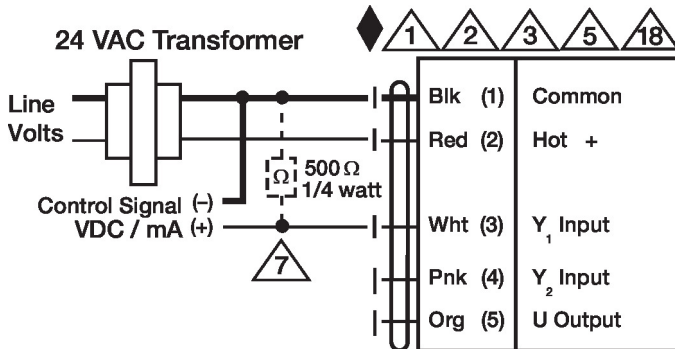 24 VAC Transformer
1 2 3 5 18
Line
Volts
Blk (1) Common
Red (2) Hot +
Ω 500 Ω
1/4 watt
Control Signal (-)
VDC / mA (+)
Wht (3) Y1 Input
7
Pnk (4) Y2 Input
Org (5) U Output